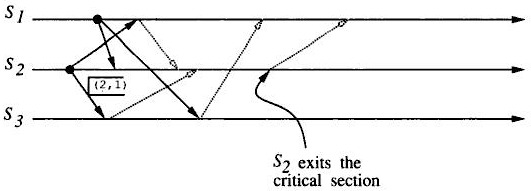 S1
S2
(2,1)
S3
S2 exits the
critical section